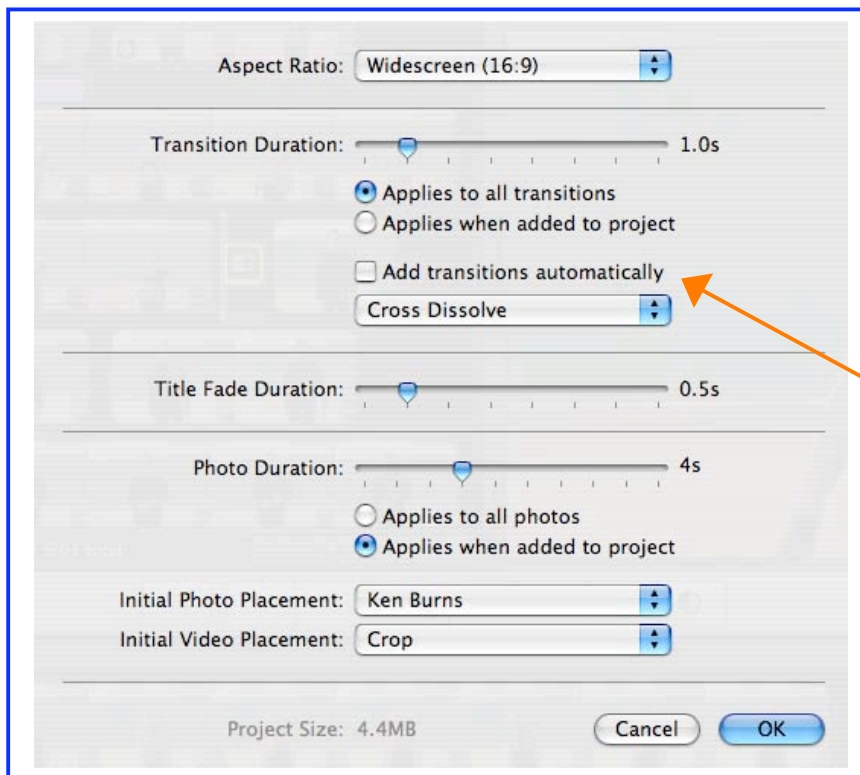 Aspect Ratio: Widescreen (16:9)
Transition Duration: 1.0s
Applies to all transitions
Applies when added to project
Add transitions automatically
Cross Dissolve
Title Fade Duration: 0.5s
Photo Duration: 4s
Applies to all photos
Applies when added to project
Initial Photo Placement: Ken Burns
Initial Video Placement: Crop
Project Size: 4.4MB Cancel OK